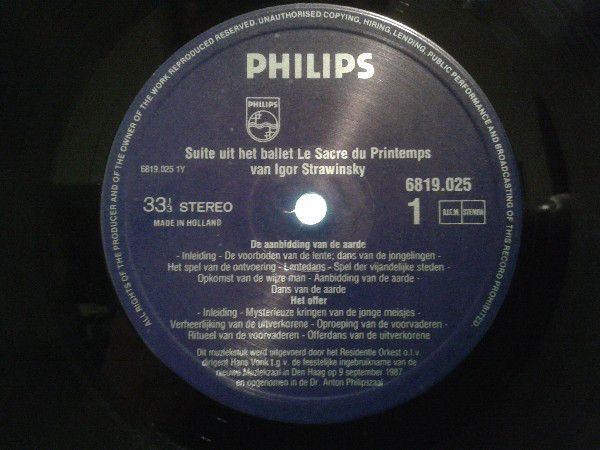 ALL RIGHTS OF THE PRODUCER AND OF THE OWNER OF THE WORK REPRODUCED RESERVED. UNAUTHORISED COPYING, HIRING, LENDING, PUBLIC PERFORMANCE AND BROADCASTING OF THIS RECORD PROHIBITED.
PHILIPS
PHILIPS
Suite uit het ballet Le Sacre du Printemps
van Igor Strawinsky
6819.025 1Y
6819.025
33⅓ STEREO
1
B.I.E.M. STEMRA
MADE IN HOLLAND
De aanbidding van de aarde
- Inleiding - De voorboden van de lente; dans van de jongelingen -
Het spel van de ontvoering - Lentedans - Spel der vijandelijke steden -
Opkomst van de wijze man - Aanbidding van de aarde -
Dans van de aarde
Het offer
- Inleiding - Mysterieuze kringen van de jonge meisjes -
Verheerlijking van de uitverkorene - Oproeping van de voorvaderen -
Ritueel van de voorvaderen - Offerdans van de uitverkorene
Dit muziekstuk werd uitgevoerd door het Residentie Orkest o.l.v.
dirigent Hans Vonk t.g.v. de feestelijke ingebruikname van de
nieuwe Muziekzaal in Den Haag op 9 september 1987
en opgenomen in de Dr. Anton Philipszaal